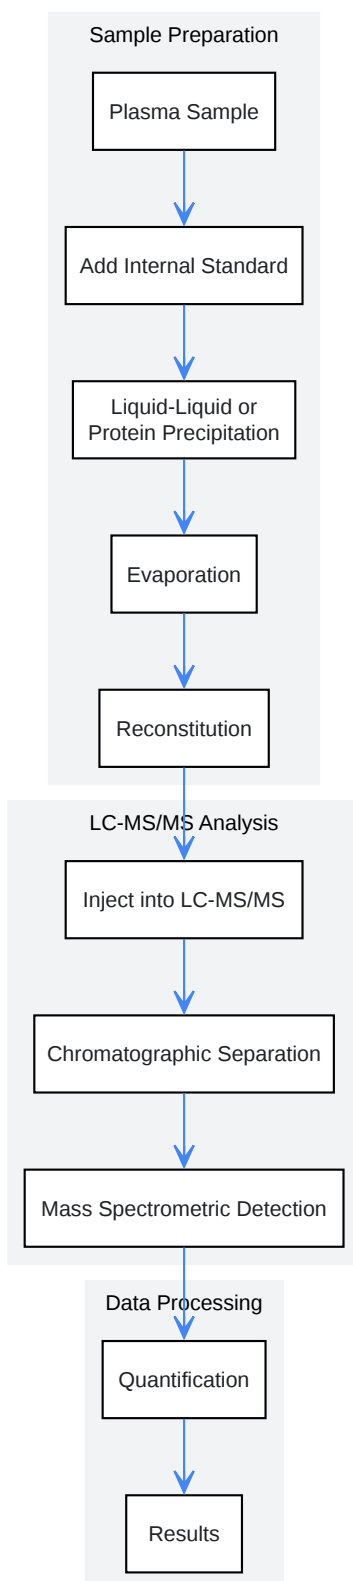 Sample Preparation
Plasma Sample
Add Internal Standard
Liquid-Liquid or
Protein Precipitation
Evaporation
Reconstitution
LC-MS/MS Analysis
Inject into LC-MS/MS
Chromatographic Separation
Mass Spectrometric Detection
Data Processing
Quantification
Results